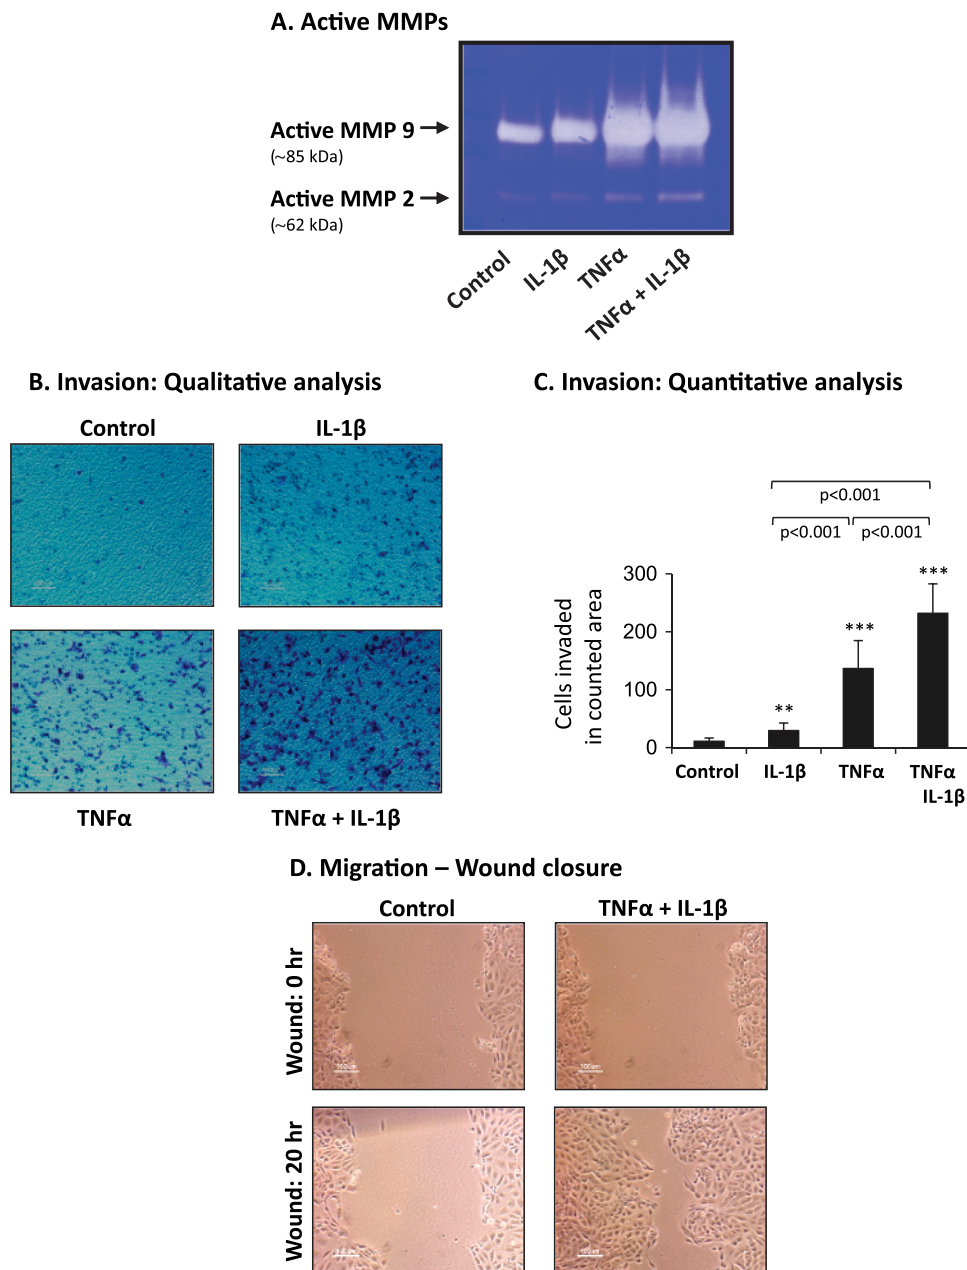 A. Active MMPs
Active MMP 9
(~85 kDa)
Active MMP 2
(~62 kDa)
Control
IL-1β
TNFα
TNFα + IL-1β
B. Invasion: Qualitative analysis
C. Invasion: Quantitative analysis
Control
IL-1β
TNFα
TNFα + IL-1β
p<0.001
p<0.001
p<0.001
Cells invaded
in counted area
300
200
100
0
**
***
***
Control
IL-1β
TNFα
TNFα
IL-1β
D. Migration – Wound closure
Control
TNFα + IL-1β
Wound: 0 hr
100um
100um
Wound: 20 hr
100um